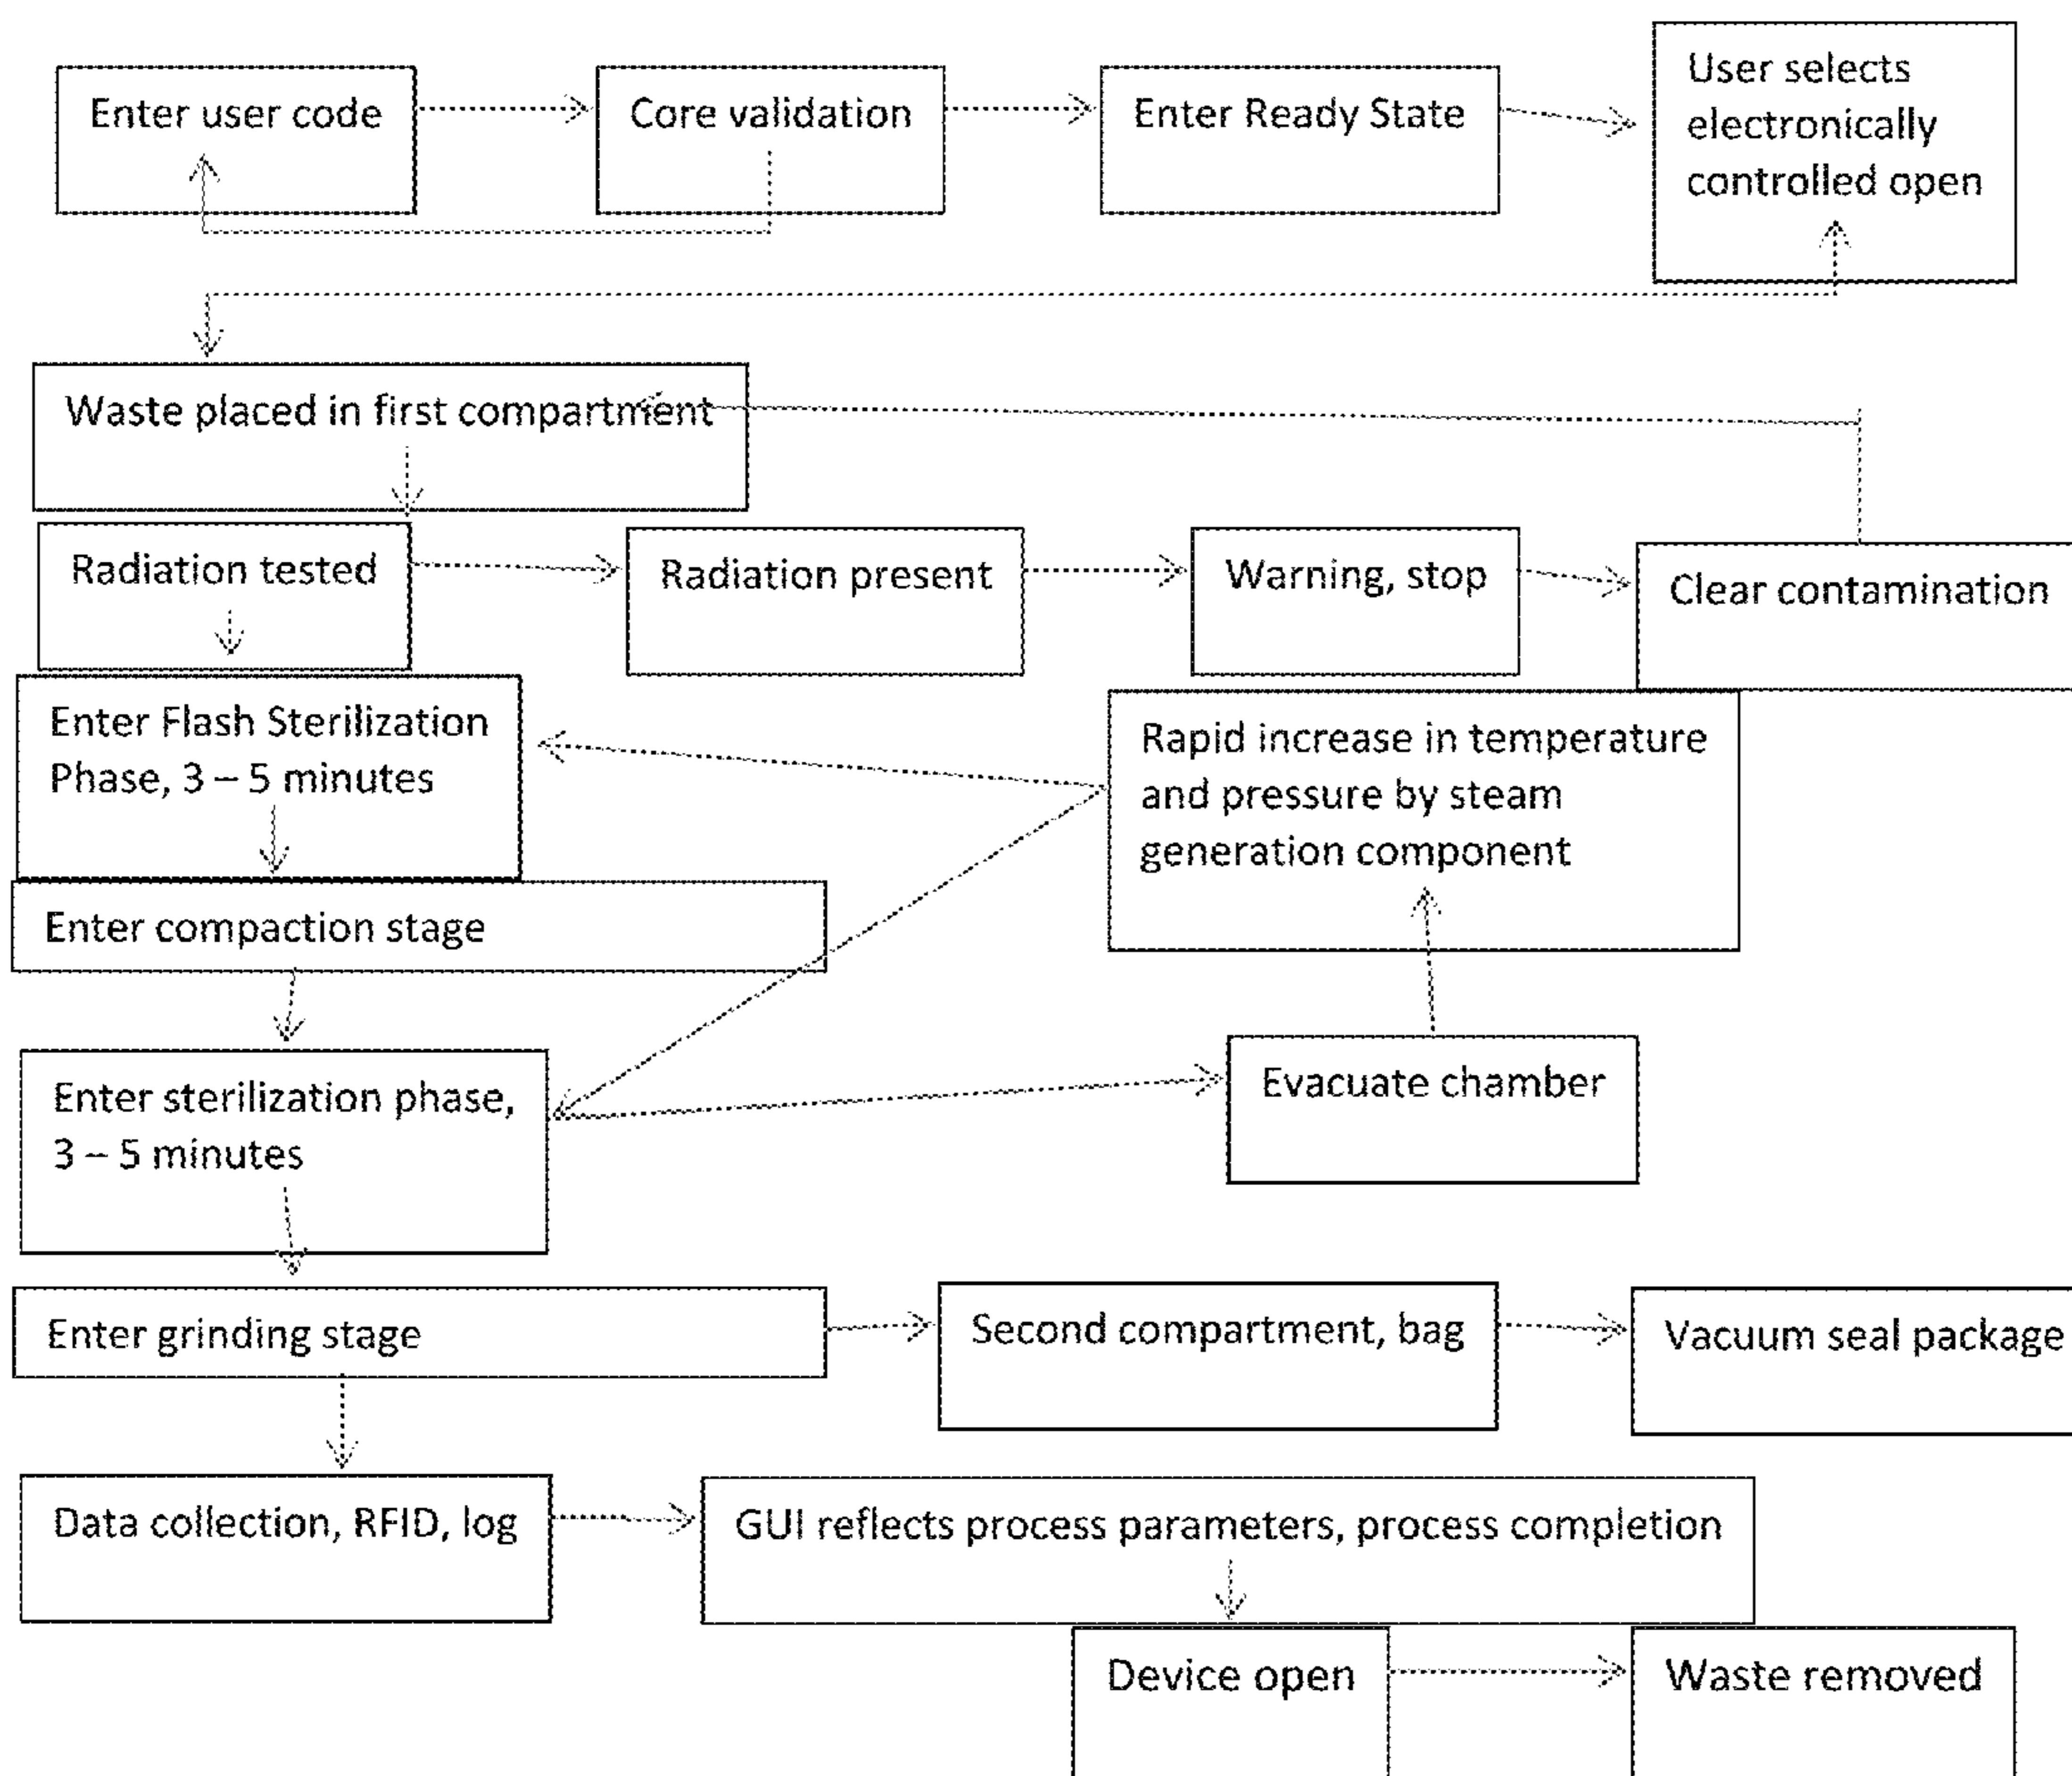 Enter user code
Core validation
Enter Ready State
User selects
electronically
controlled open
Waste placed in first compartment
Radiation tested
Radiation present
Warning, stop
Clear contamination
Enter Flash Sterilization
Phase, 3 – 5 minutes
Rapid increase in temperature
and pressure by steam
generation component
Enter compaction stage
Enter sterilization phase,
3 – 5 minutes
Evacuate chamber
Enter grinding stage
Second compartment, bag
Vacuum seal package
Data collection, RFID, log
GUI reflects process parameters, process completion
Device open
Waste removed